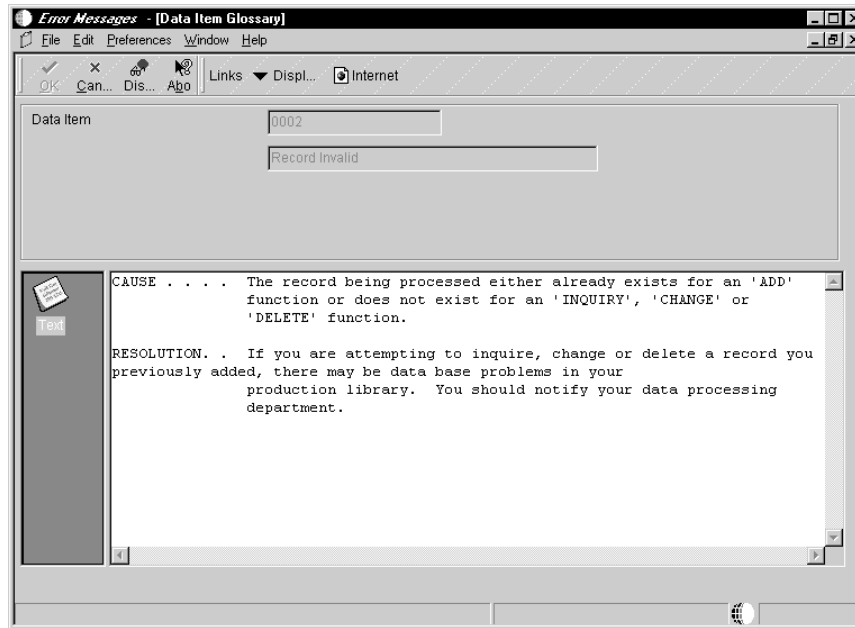 Error Messages - [Data Item Glossary]
File Edit Preferences Window Help
OK Can... Dis... Abo Links Displ... Internet
Data Item 0002
Record Invalid
Text
CAUSE . . . . The record being processed either already exists for an 'ADD'
function or does not exist for an 'INQUIRY', 'CHANGE' or
'DELETE' function.
RESOLUTION. . If you are attempting to inquire, change or delete a record you
previously added, there may be data base problems in your
production library. You should notify your data processing
department.